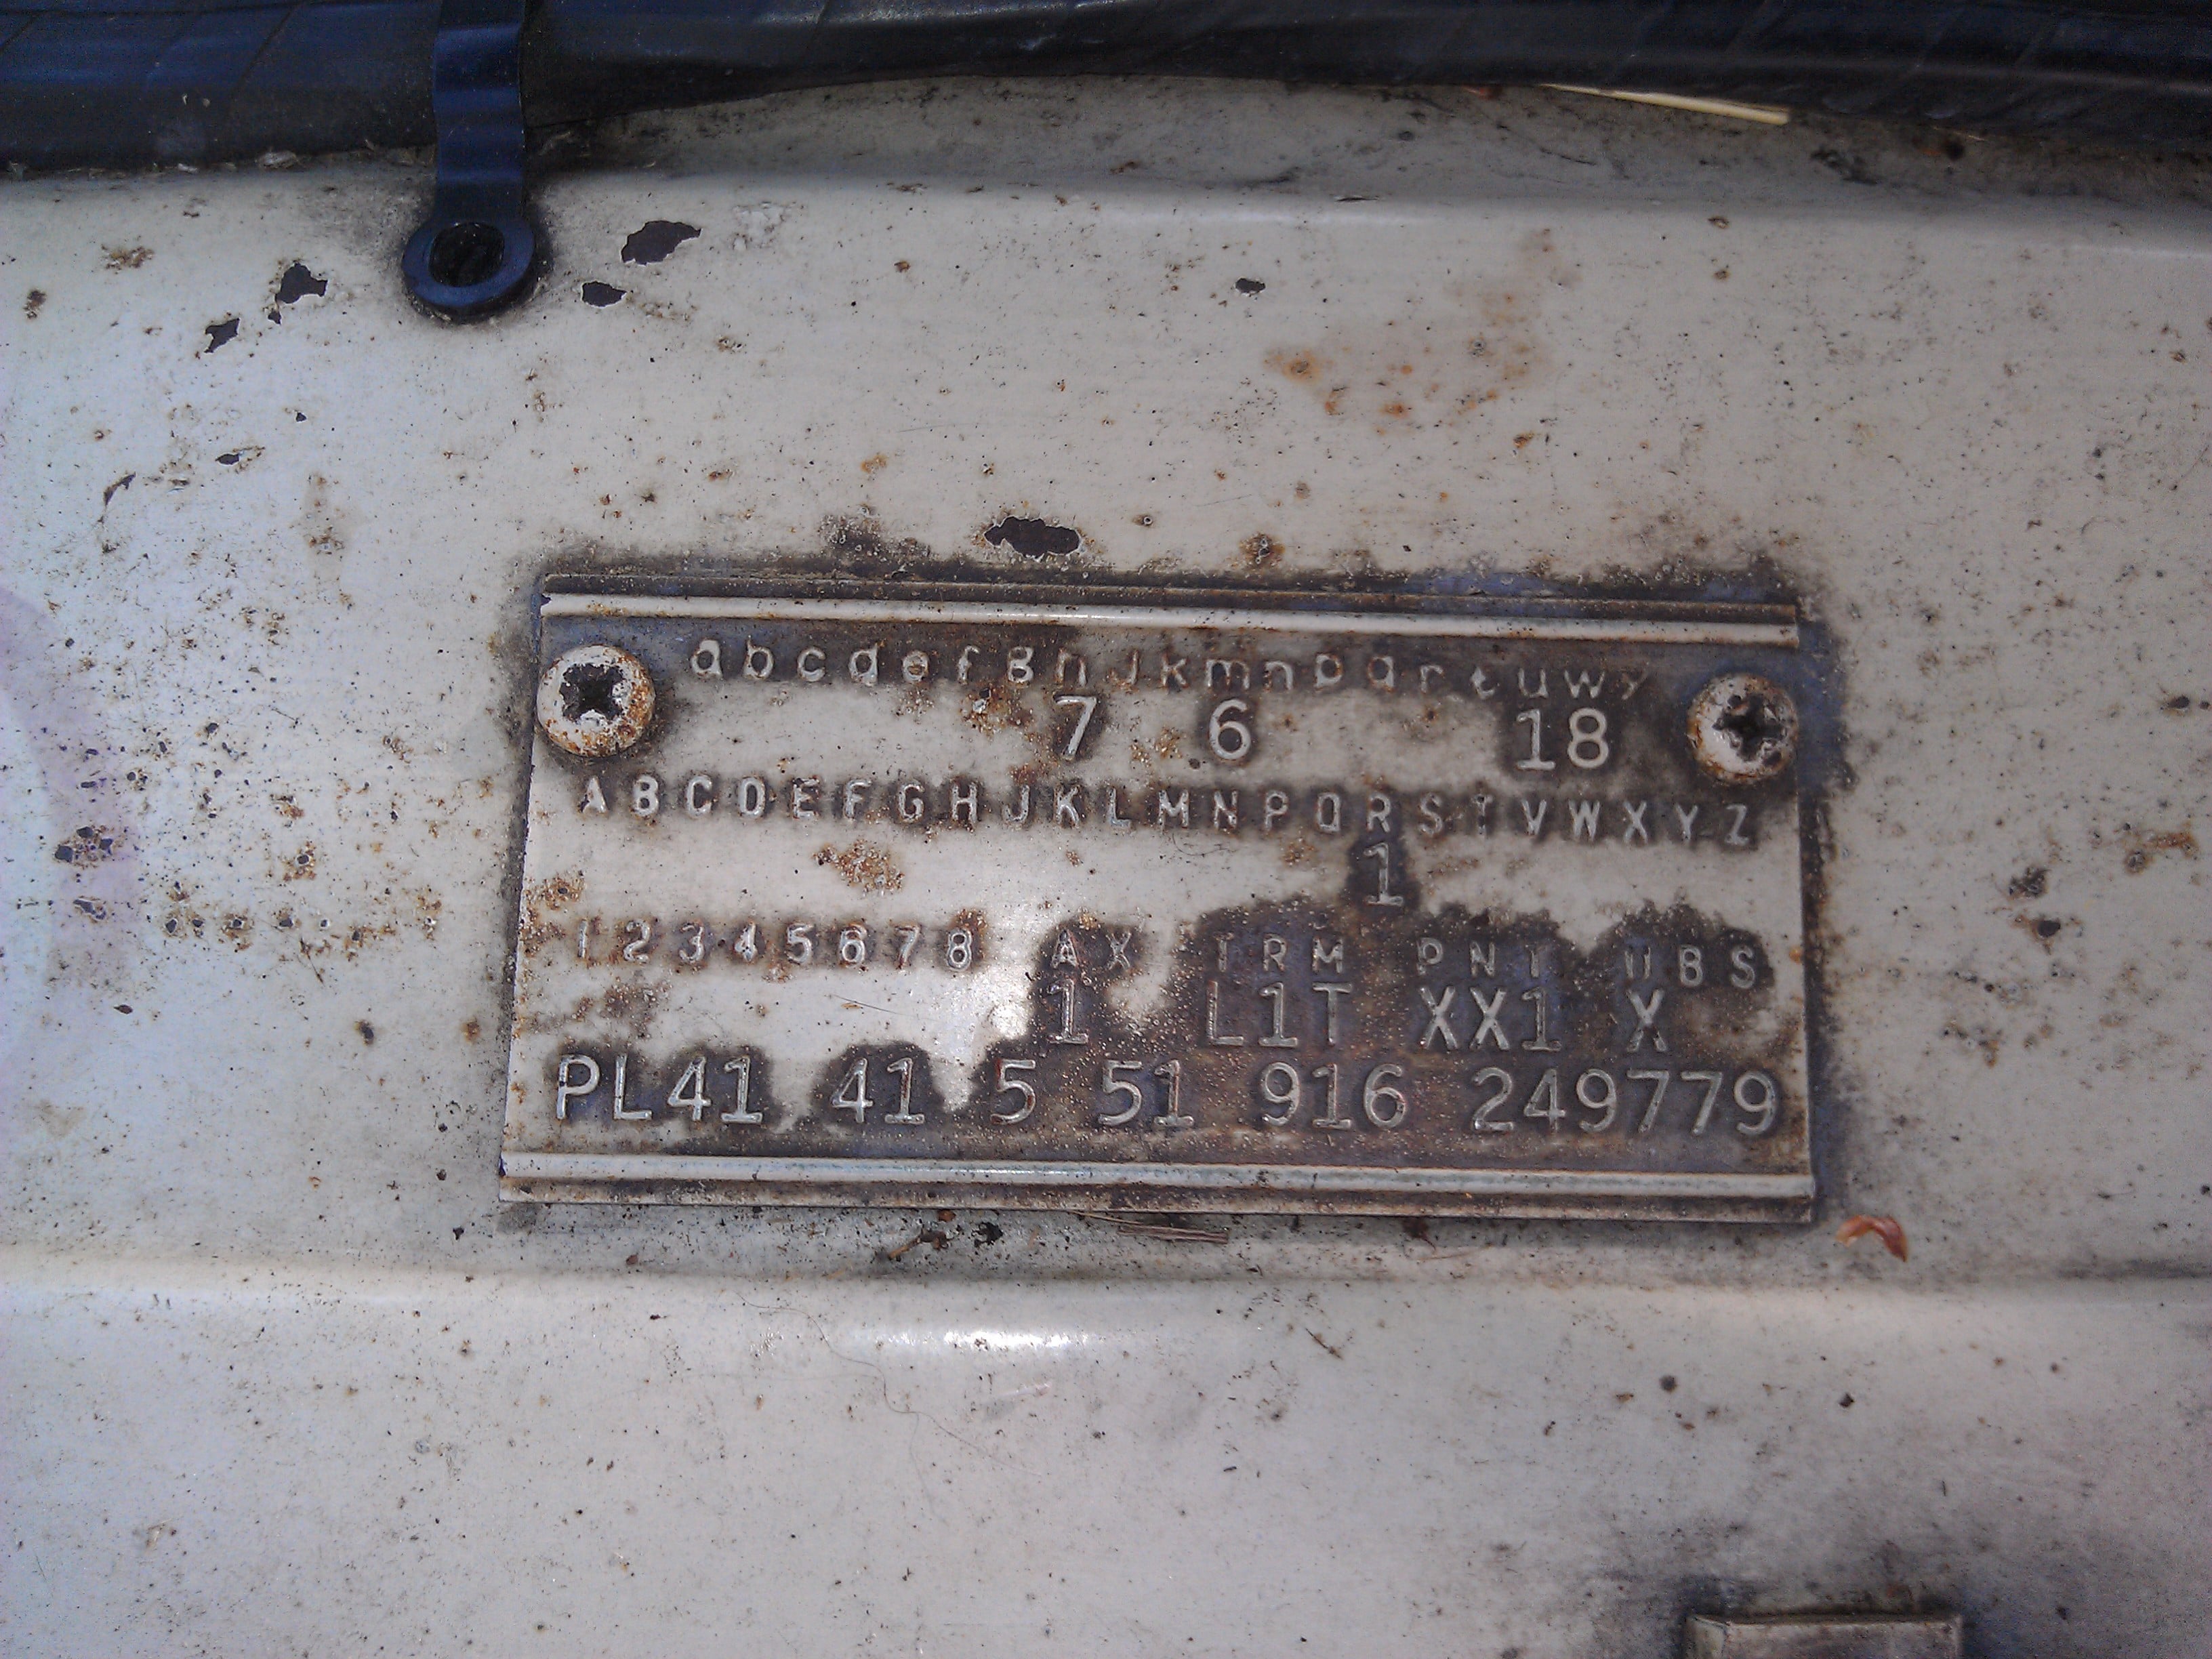 abcdefghjkmnpqrtuwy
7 6 18
ABCDEFGHJKLMNPQRSTVWXYZ
1
12345678 AX TRM PNT UBS
1 L1T XX1 X
PL41 41 5 51 916 249779